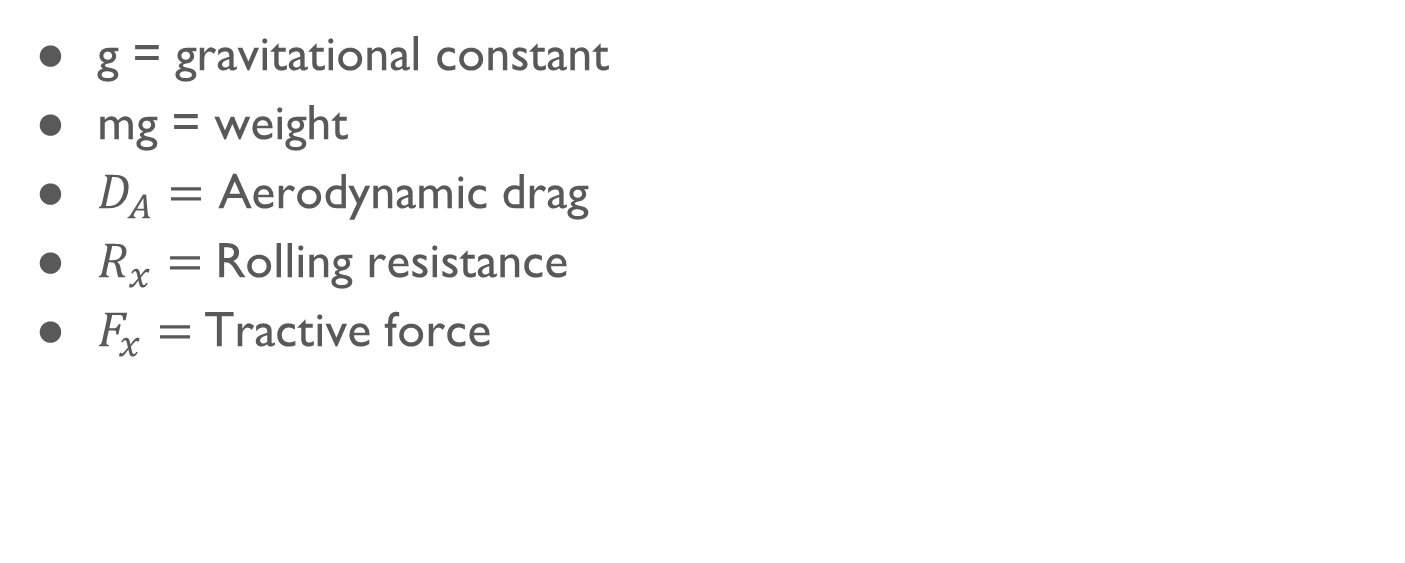 ● g = gravitational constant
● mg = weight
● $D_A$ = Aerodynamic drag
● $R_x$ = Rolling resistance
● $F_x$ = Tractive force